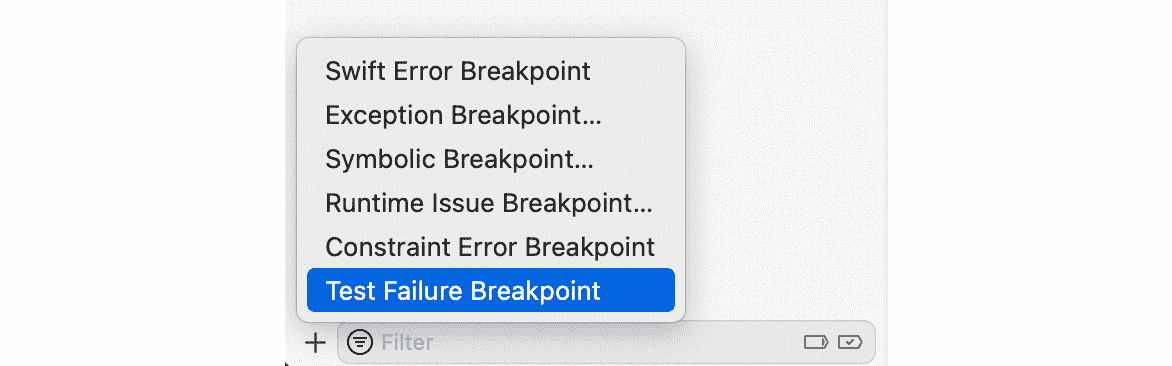 Swift Error Breakpoint
Exception Breakpoint...
Symbolic Breakpoint...
Runtime Issue Breakpoint...
Constraint Error Breakpoint
Test Failure Breakpoint
Filter